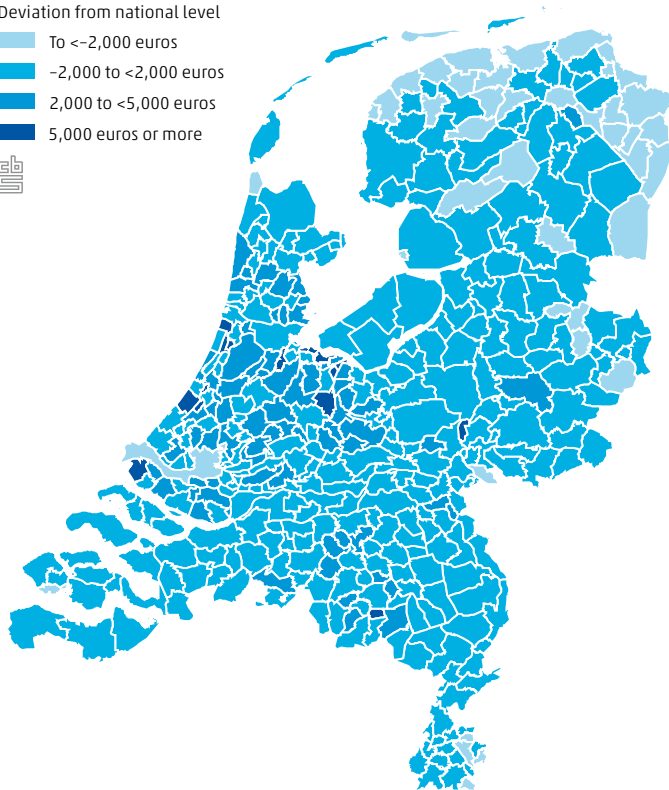 Deviation from national level
To <−2,000 euros
−2,000 to <2,000 euros
2,000 to <5,000 euros
5,000 euros or more